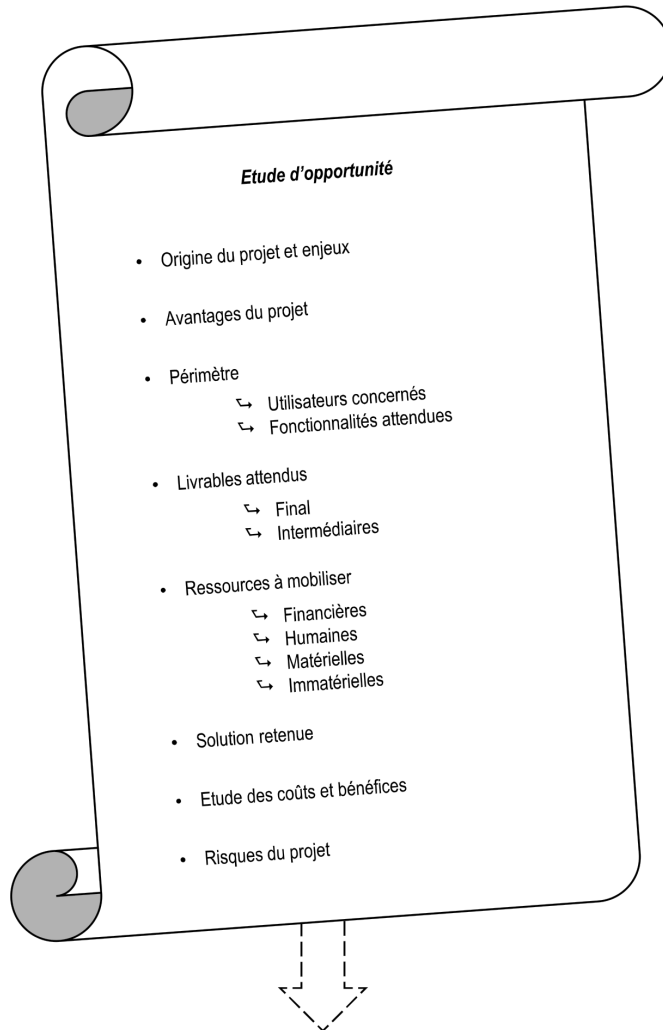 Etude d'opportunité
• Origine du projet et enjeux
• Avantages du projet
• Périmètre
↪ Utilisateurs concernés
↪ Fonctionnalités attendues
• Livrables attendus
↪ Final
↪ Intermédiaires
• Ressources à mobiliser
↪ Financières
↪ Humaines
↪ Matérielles
↪ Immatérielles
• Solution retenue
• Etude des coûts et bénéfices
• Risques du projet